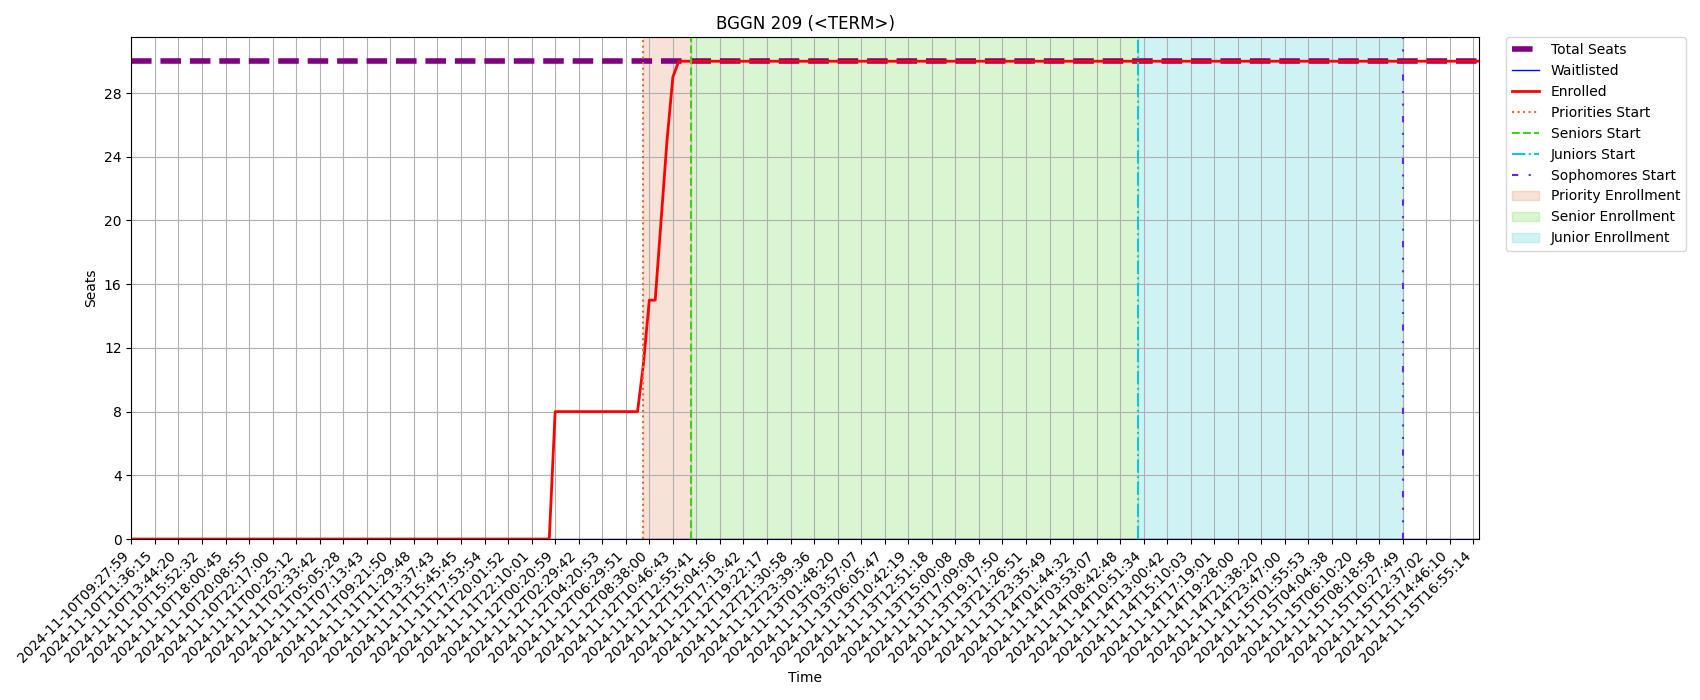 BGGN 209 (<TERM>)
Total Seats
Waitlisted
Enrolled
Priorities Start
Seniors Start
Juniors Start
Sophomores Start
Priority Enrollment
Senior Enrollment
Junior Enrollment
Seats
28
24
20
16
12
8
4
0
2024-11-10T09:27:59
2024-11-10T11:36:15
2024-11-10T13:44:20
2024-11-10T15:52:32
2024-11-10T18:00:45
2024-11-10T20:08:55
2024-11-10T22:17:00
2024-11-11T00:25:12
2024-11-11T02:33:42
2024-11-11T05:05:28
2024-11-11T07:13:43
2024-11-11T09:21:50
2024-11-11T11:29:48
2024-11-11T13:37:43
2024-11-11T15:45:45
2024-11-11T17:53:54
2024-11-11T20:01:52
2024-11-11T22:10:01
2024-11-12T00:20:59
2024-11-12T02:29:42
2024-11-12T04:20:53
2024-11-12T06:29:51
2024-11-12T08:38:00
2024-11-12T10:46:43
2024-11-12T12:55:41
2024-11-12T15:04:56
2024-11-12T17:13:42
2024-11-12T19:22:17
2024-11-12T21:30:58
2024-11-12T23:39:36
2024-11-13T01:48:20
2024-11-13T03:57:07
2024-11-13T06:05:47
2024-11-13T10:42:19
2024-11-13T12:51:18
2024-11-13T15:00:08
2024-11-13T17:09:08
2024-11-13T19:17:50
2024-11-13T21:26:51
2024-11-13T23:35:49
2024-11-14T01:44:32
2024-11-14T03:53:07
2024-11-14T08:42:48
2024-11-14T10:51:34
2024-11-14T13:00:42
2024-11-14T15:10:03
2024-11-14T17:19:01
2024-11-14T19:28:00
2024-11-14T21:38:20
2024-11-14T23:47:00
2024-11-15T01:55:53
2024-11-15T04:04:38
2024-11-15T06:10:20
2024-11-15T08:18:58
2024-11-15T10:27:49
2024-11-15T12:37:02
2024-11-15T14:46:10
2024-11-15T16:55:14
Time